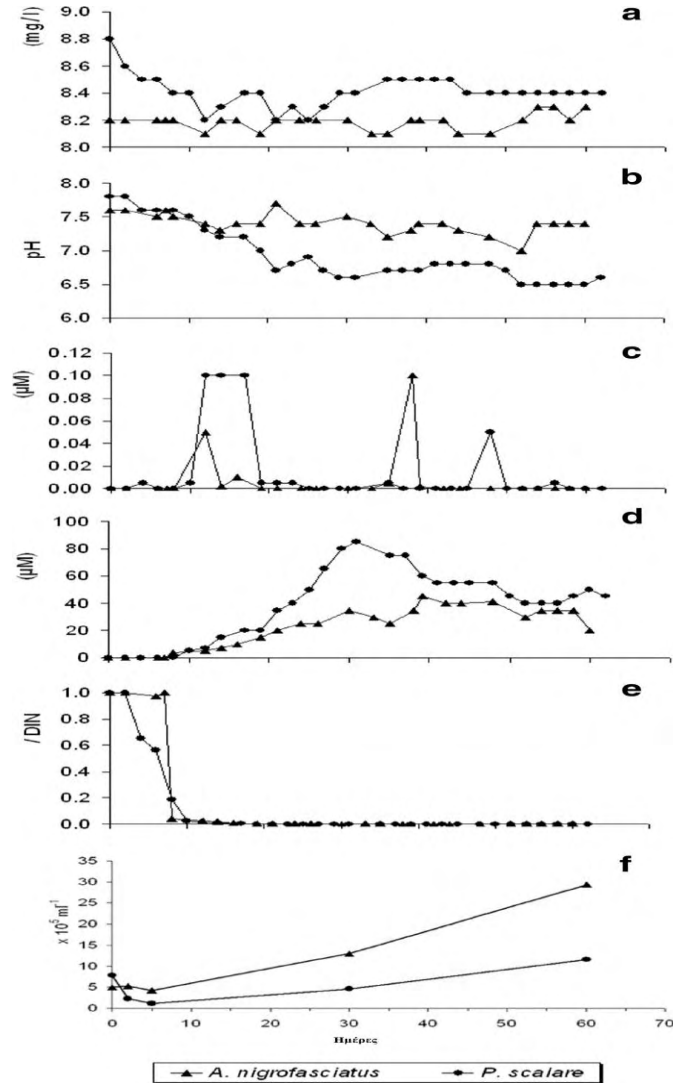 a
(mg/l)
9.0
8.8
8.6
8.4
8.2
8.0
b
pH
8.0
7.5
7.0
6.5
6.0
c
(μM)
0.12
0.10
0.08
0.06
0.04
0.02
0.00
d
(μM)
100
80
60
40
20
0
e
/DIN
1.0
0.8
0.6
0.4
0.2
0.0
f
x 10⁵ ml⁻¹
35
30
25
20
15
10
5
0
0 10 20 30 40 50 60 70
Ημέρες
A. nigrofasciatus P. scalare